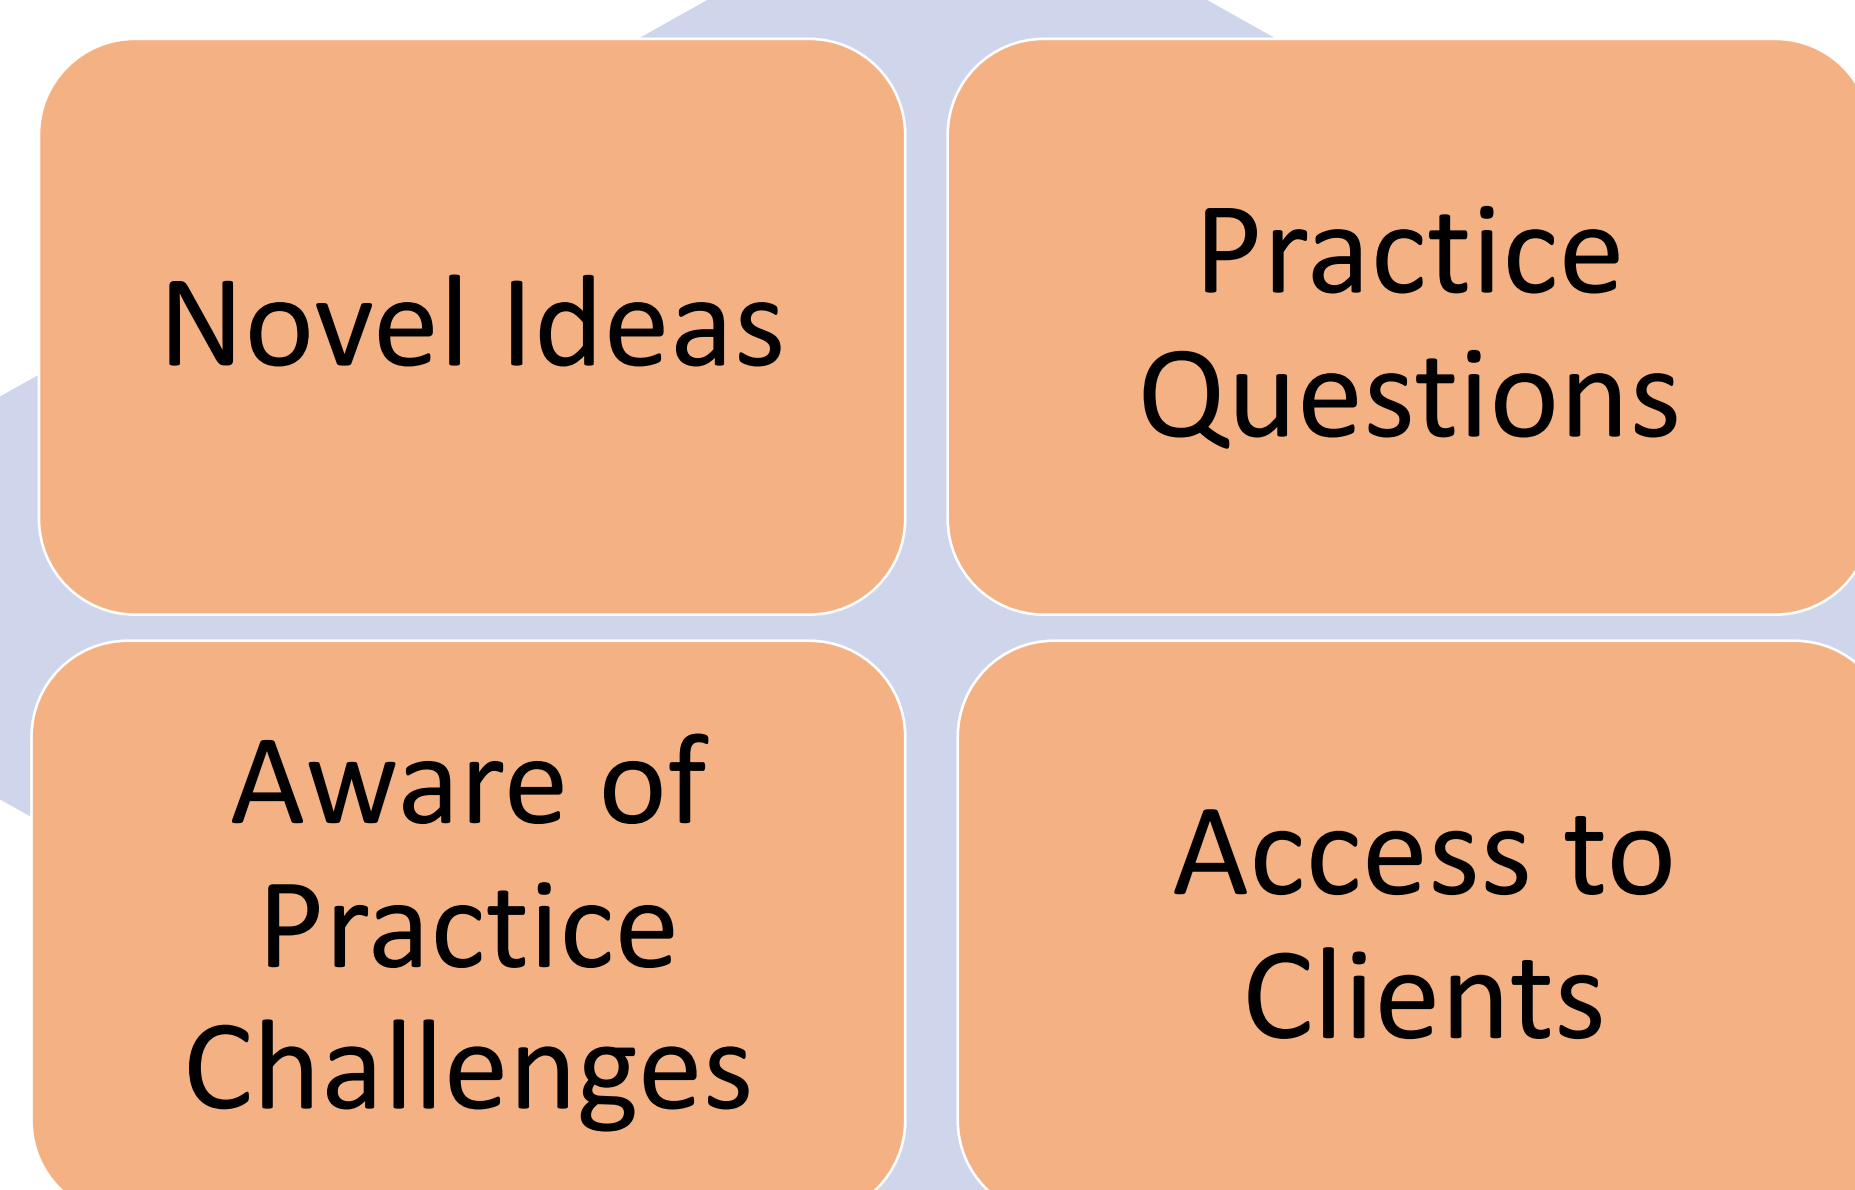 Novel Ideas
Practice
Questions
Aware of
Practice
Challenges
Access to
Clients